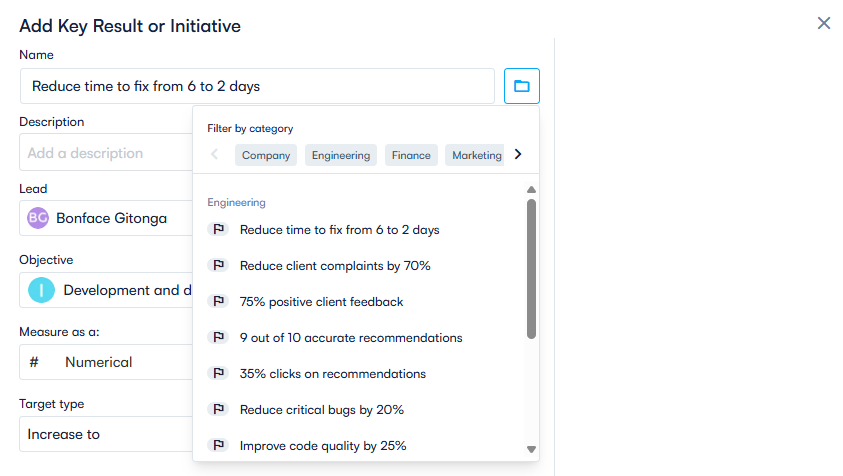 Add Key Result or Initiative
Name
Reduce time to fix from 6 to 2 days
Description
Add a description
Lead
BG Bonface Gitonga
Objective
I Development and d
Measure as a:
# Numerical
Target type
Increase to
Filter by category
Company Engineering Finance Marketing
Engineering
Reduce time to fix from 6 to 2 days
Reduce client complaints by 70%
75% positive client feedback
9 out of 10 accurate recommendations
35% clicks on recommendations
Reduce critical bugs by 20%
Improve code quality by 25%